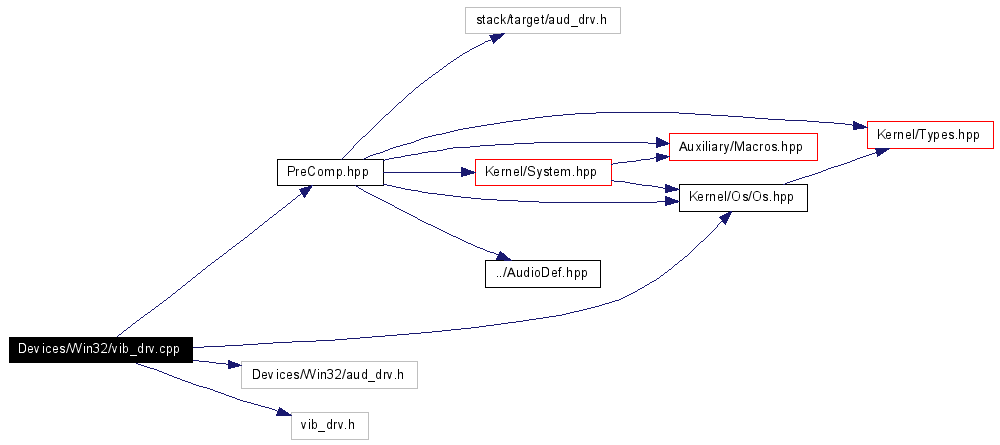 stack/target/aud_drv.h
Kernel/Types.hpp
Auxiliary/Macros.hpp
PreComp.hpp
Kernel/System.hpp
Kernel/Os/Os.hpp
../AudioDef.hpp
Devices/Win32/vib_drv.cpp
Devices/Win32/aud_drv.h
vib_drv.h